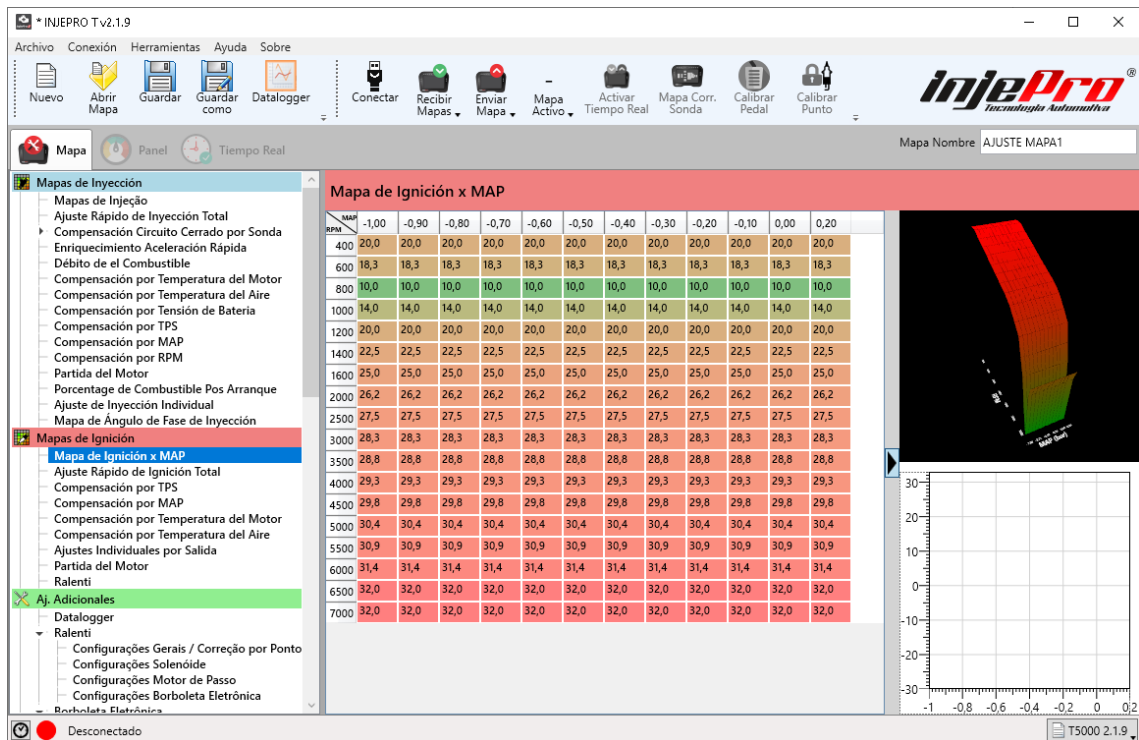 * INJEPRO T v2.1.9
Archivo Conexión Herramientas Ayuda Sobre
Nuevo
Abrir
Mapa
Guardar
Guardar
como
Datalogger
Conectar
Recibir
Mapas
Enviar
Mapa
-
Mapa
Activo
Activar
Tiempo Real
Mapa Corr.
Sonda
Calibrar
Pedal
Calibrar
Punto
injePro®
Tecnologia Automotiva
Mapa
Panel
Tiempo Real
Mapa Nombre AJUSTE MAPA1
Mapas de Inyección
Mapas de Injeção
Ajuste Rápido de Inyección Total
Compensación Circuito Cerrado por Sonda
Enriquecimiento Aceleración Rápida
Débito de el Combustible
Compensación por Temperatura del Motor
Compensación por Temperatura del Aire
Compensación por Tensión de Bateria
Compensación por TPS
Compensación por MAP
Compensación por RPM
Partida del Motor
Porcentage de Combustible Pos Arranque
Ajuste de Inyección Individual
Mapa de Ángulo de Fase de Inyección
Mapas de Ignición
Mapa de Ignición x MAP
Ajuste Rápido de Ignición Total
Compensación por TPS
Compensación por MAP
Compensación por Temperatura del Motor
Compensación por Temperatura del Aire
Ajustes Individuales por Salida
Partida del Motor
Ralenti
Aj. Adicionales
Datalogger
Ralenti
Configurações Gerais / Correção por Ponto
Configurações Solenóide
Configurações Motor de Passo
Configurações Borboleta Eletrônica
Borboleta Eletrônica
Mapa de Ignición x MAP
MAP
RPM
-1,00 -0,90 -0,80 -0,70 -0,60 -0,50 -0,40 -0,30 -0,20 -0,10 0,00 0,20
400 20,0 20,0 20,0 20,0 20,0 20,0 20,0 20,0 20,0 20,0 20,0 20,0
600 18,3 18,3 18,3 18,3 18,3 18,3 18,3 18,3 18,3 18,3 18,3 18,3
800 10,0 10,0 10,0 10,0 10,0 10,0 10,0 10,0 10,0 10,0 10,0 10,0
1000 14,0 14,0 14,0 14,0 14,0 14,0 14,0 14,0 14,0 14,0 14,0 14,0
1200 20,0 20,0 20,0 20,0 20,0 20,0 20,0 20,0 20,0 20,0 20,0 20,0
1400 22,5 22,5 22,5 22,5 22,5 22,5 22,5 22,5 22,5 22,5 22,5 22,5
1600 25,0 25,0 25,0 25,0 25,0 25,0 25,0 25,0 25,0 25,0 25,0 25,0
2000 26,2 26,2 26,2 26,2 26,2 26,2 26,2 26,2 26,2 26,2 26,2 26,2
2500 27,5 27,5 27,5 27,5 27,5 27,5 27,5 27,5 27,5 27,5 27,5 27,5
3000 28,3 28,3 28,3 28,3 28,3 28,3 28,3 28,3 28,3 28,3 28,3 28,3
3500 28,8 28,8 28,8 28,8 28,8 28,8 28,8 28,8 28,8 28,8 28,8 28,8
4000 29,3 29,3 29,3 29,3 29,3 29,3 29,3 29,3 29,3 29,3 29,3 29,3
4500 29,8 29,8 29,8 29,8 29,8 29,8 29,8 29,8 29,8 29,8 29,8 29,8
5000 30,4 30,4 30,4 30,4 30,4 30,4 30,4 30,4 30,4 30,4 30,4 30,4
5500 30,9 30,9 30,9 30,9 30,9 30,9 30,9 30,9 30,9 30,9 30,9 30,9
6000 31,4 31,4 31,4 31,4 31,4 31,4 31,4 31,4 31,4 31,4 31,4 31,4
6500 32,0 32,0 32,0 32,0 32,0 32,0 32,0 32,0 32,0 32,0 32,0 32,0
7000 32,0 32,0 32,0 32,0 32,0 32,0 32,0 32,0 32,0 32,0 32,0 32,0
MAP (bar)
30
20
10
0
-10
-20
-30
-1 -0,8 -0,6 -0,4 -0,2 0 0,2
Desconectado
T5000 2.1.9